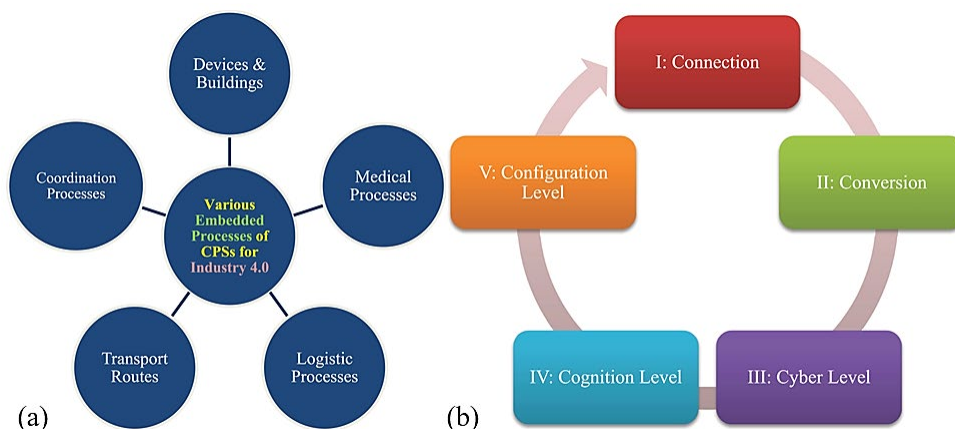 Devices &
Buildings
Coordination
Processes
Various
Embedded
Processes of
CPSs for
Industry 4.0
Medical
Processes
Transport
Routes
Logistic
Processes
(a)
I: Connection
V: Configuration
Level
II: Conversion
IV: Cognition Level
III: Cyber Level
(b)